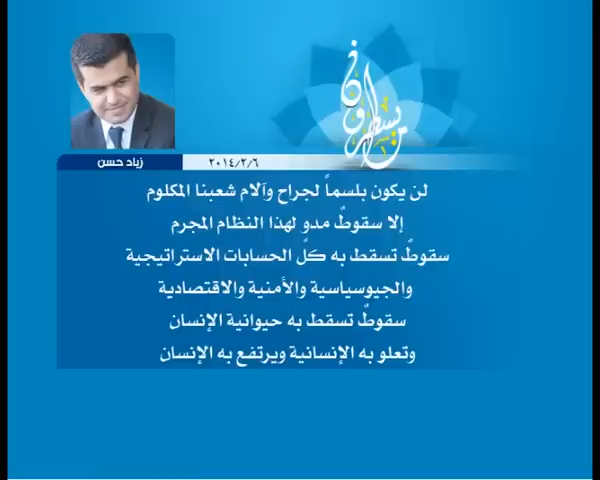 يسطرون
زياد حسن
٢٠١٤/٢/٦
لن يكون بلسماً لجراح وآلام شعبنا المكلوم
إلا سقوطٌ مدو لهذا النظام المجرم
سقوطٌ تسقط به كلّ الحسابات الاستراتيجية
والجيوسياسية والأمنية والاقتصادية
سقوطٌ تسقط به حيوانية الإنسان
وتعلو به الإنسانية ويرتفع به الإنسان